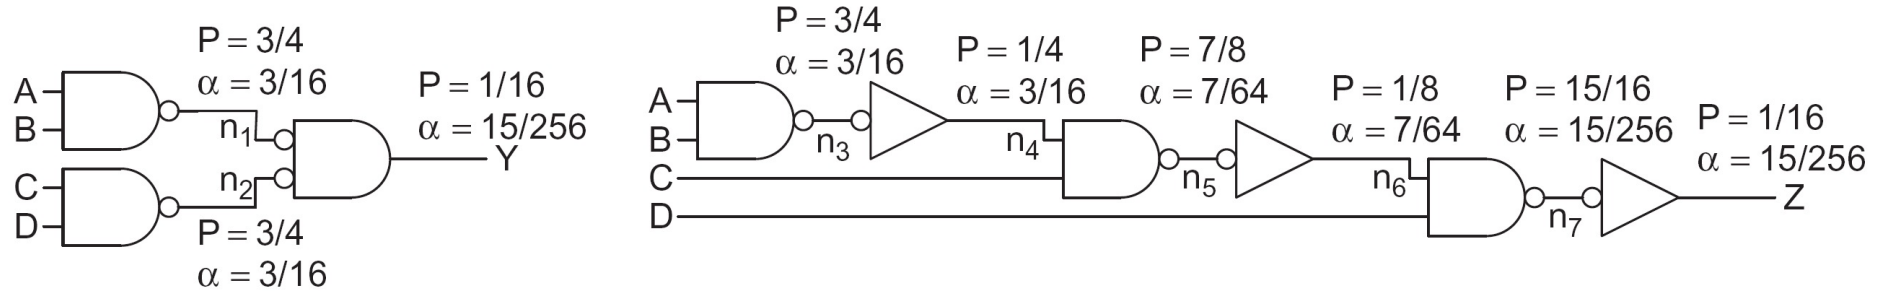 P = 3/4
α = 3/16
A
B
n1
P = 1/16
α = 15/256
Y
C
D
n2
P = 3/4
α = 3/16
P = 3/4
α = 3/16
A
B
n3
P = 1/4
α = 3/16
n4
C
P = 7/8
α = 7/64
n5
P = 1/8
α = 7/64
n6
D
P = 15/16
α = 15/256
n7
P = 1/16
α = 15/256
Z